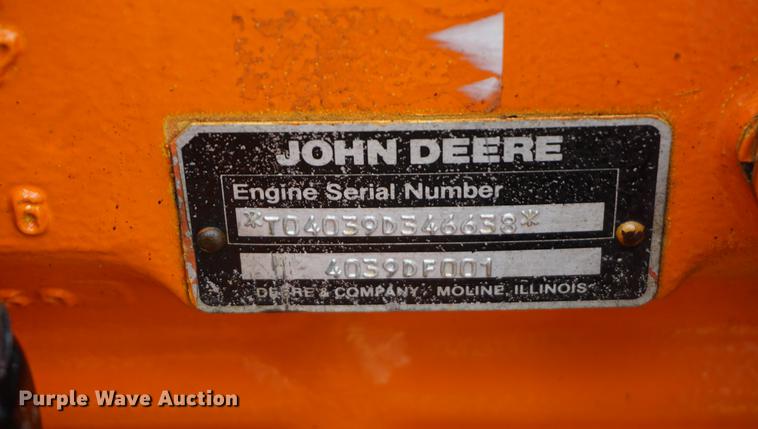 JOHN DEERE
Engine Serial Number
*T04039D346638*
4039DF001
DEERE & COMPANY, MOLINE, ILLINOIS
Purple Wave Auction